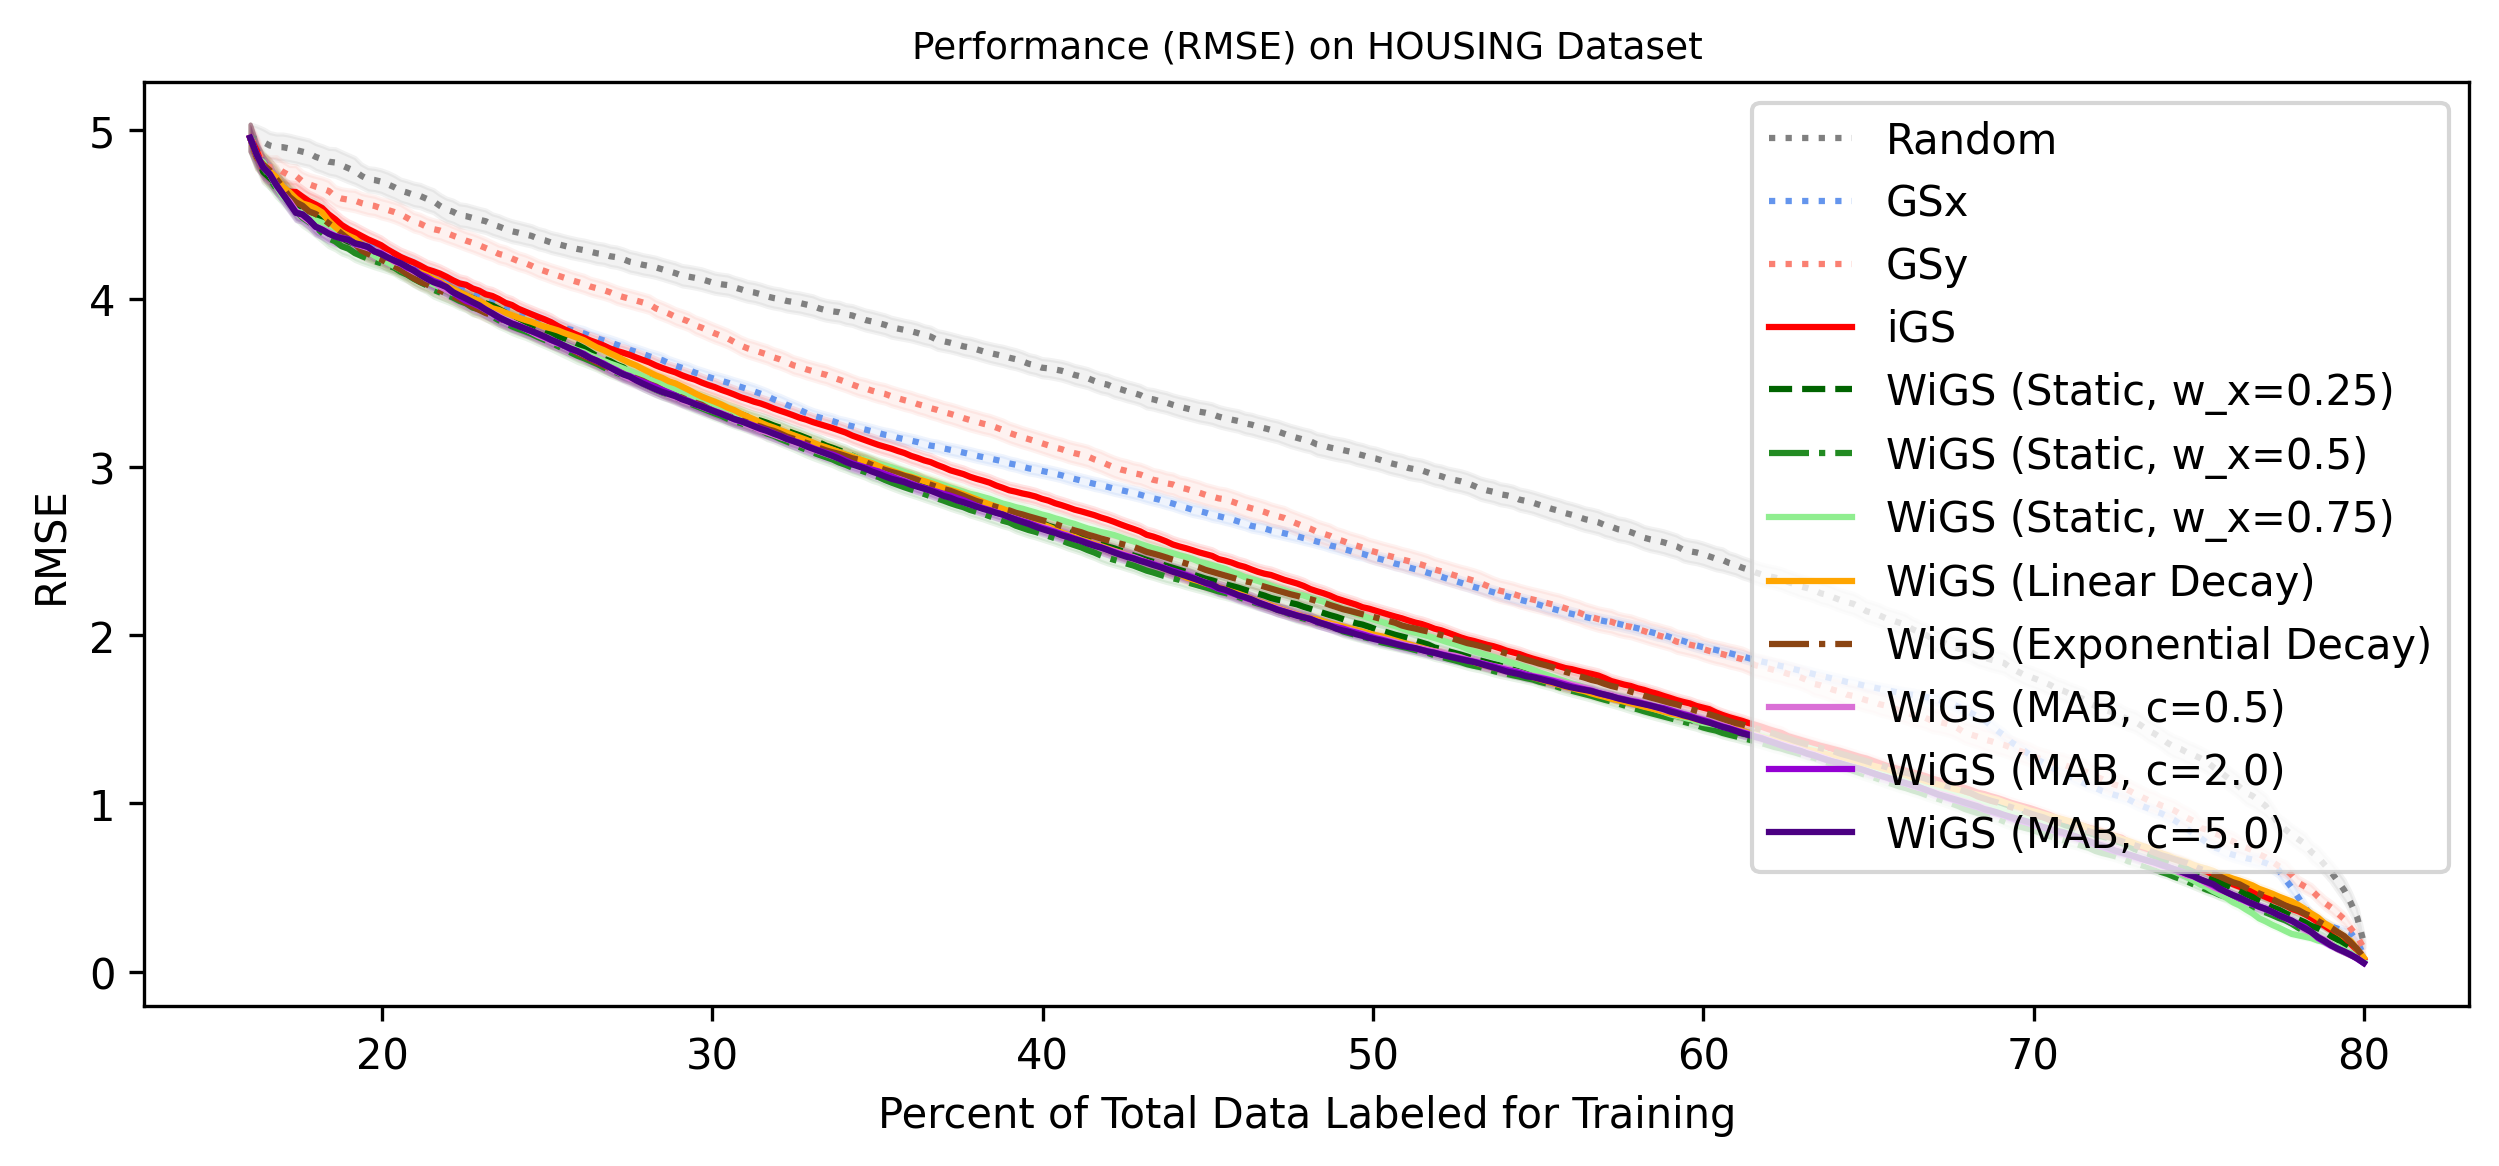 Performance (RMSE) on HOUSING Dataset
RMSE
5
4
3
2
1
0
Random
GSx
GSy
iGS
WiGS (Static, w_x=0.25)
WiGS (Static, w_x=0.5)
WiGS (Static, w_x=0.75)
WiGS (Linear Decay)
WiGS (Exponential Decay)
WiGS (MAB, c=0.5)
WiGS (MAB, c=2.0)
WiGS (MAB, c=5.0)
20 30 40 50 60 70 80
Percent of Total Data Labeled for Training